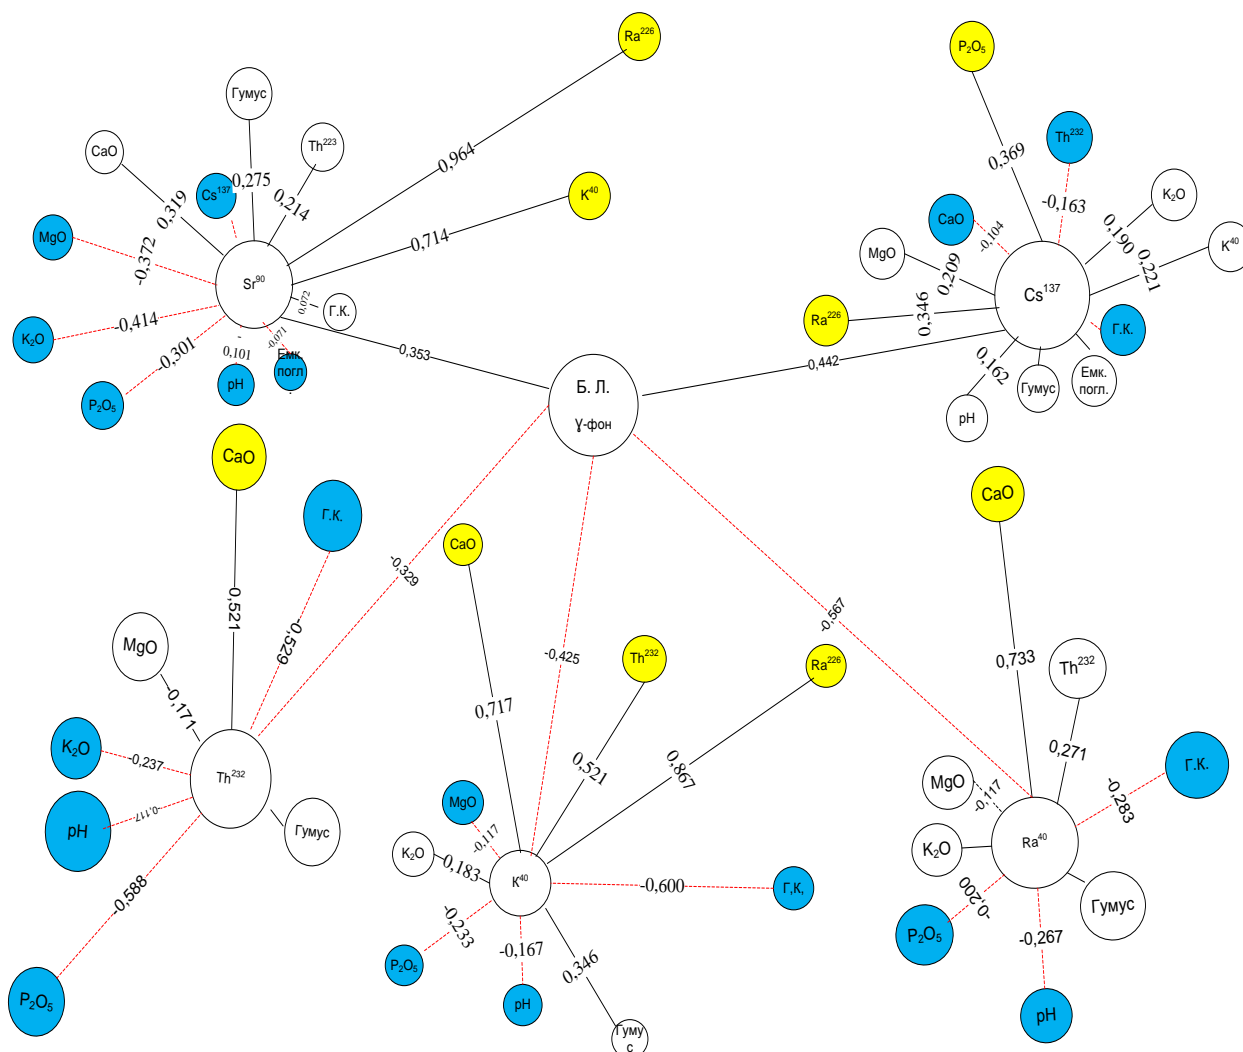 Ra226
P2O5
Гумус
Th232
Th223
CaO
0,964
0,369
Cs137
0,275
K2O
K40
0,214
-0,163
CaO
0,319
0,190
MgO
-0,104
K40
-0,372
0,714
MgO
0,209
0,221
Sr90
Cs137
0,072
Г.К.
Ra226
0,346
Г.К.
K2O
-0,414
-0,301
0,101
-0,071
0,353
0,442
Емк.
погл
.
0,162
Гумус
Емк.
погл.
P2O5
pH
Б. Л.
Ɣ-фон
pH
CaO
Г.К.
CaO
CaO
-0,329
0,521
-0,529
-0,567
MgO
-0,425
Th232
Ra226
0,733
Th232
-0,171
0,717
K2O
-0,237
Th232
0,521
0,867
0,271
Г.К.
MgO
-0,117
-0,283
pH
-0,117
MgO
-0,117
Гумус
K2O
0,183
K40
-0,600
Г,К,
K2O
Ra40
-0,588
-0,233
-0,200
Гумус
P2O5
-0,167
0,346
P2O5
-0,267
P2O5
pH
pH
Гуму
с